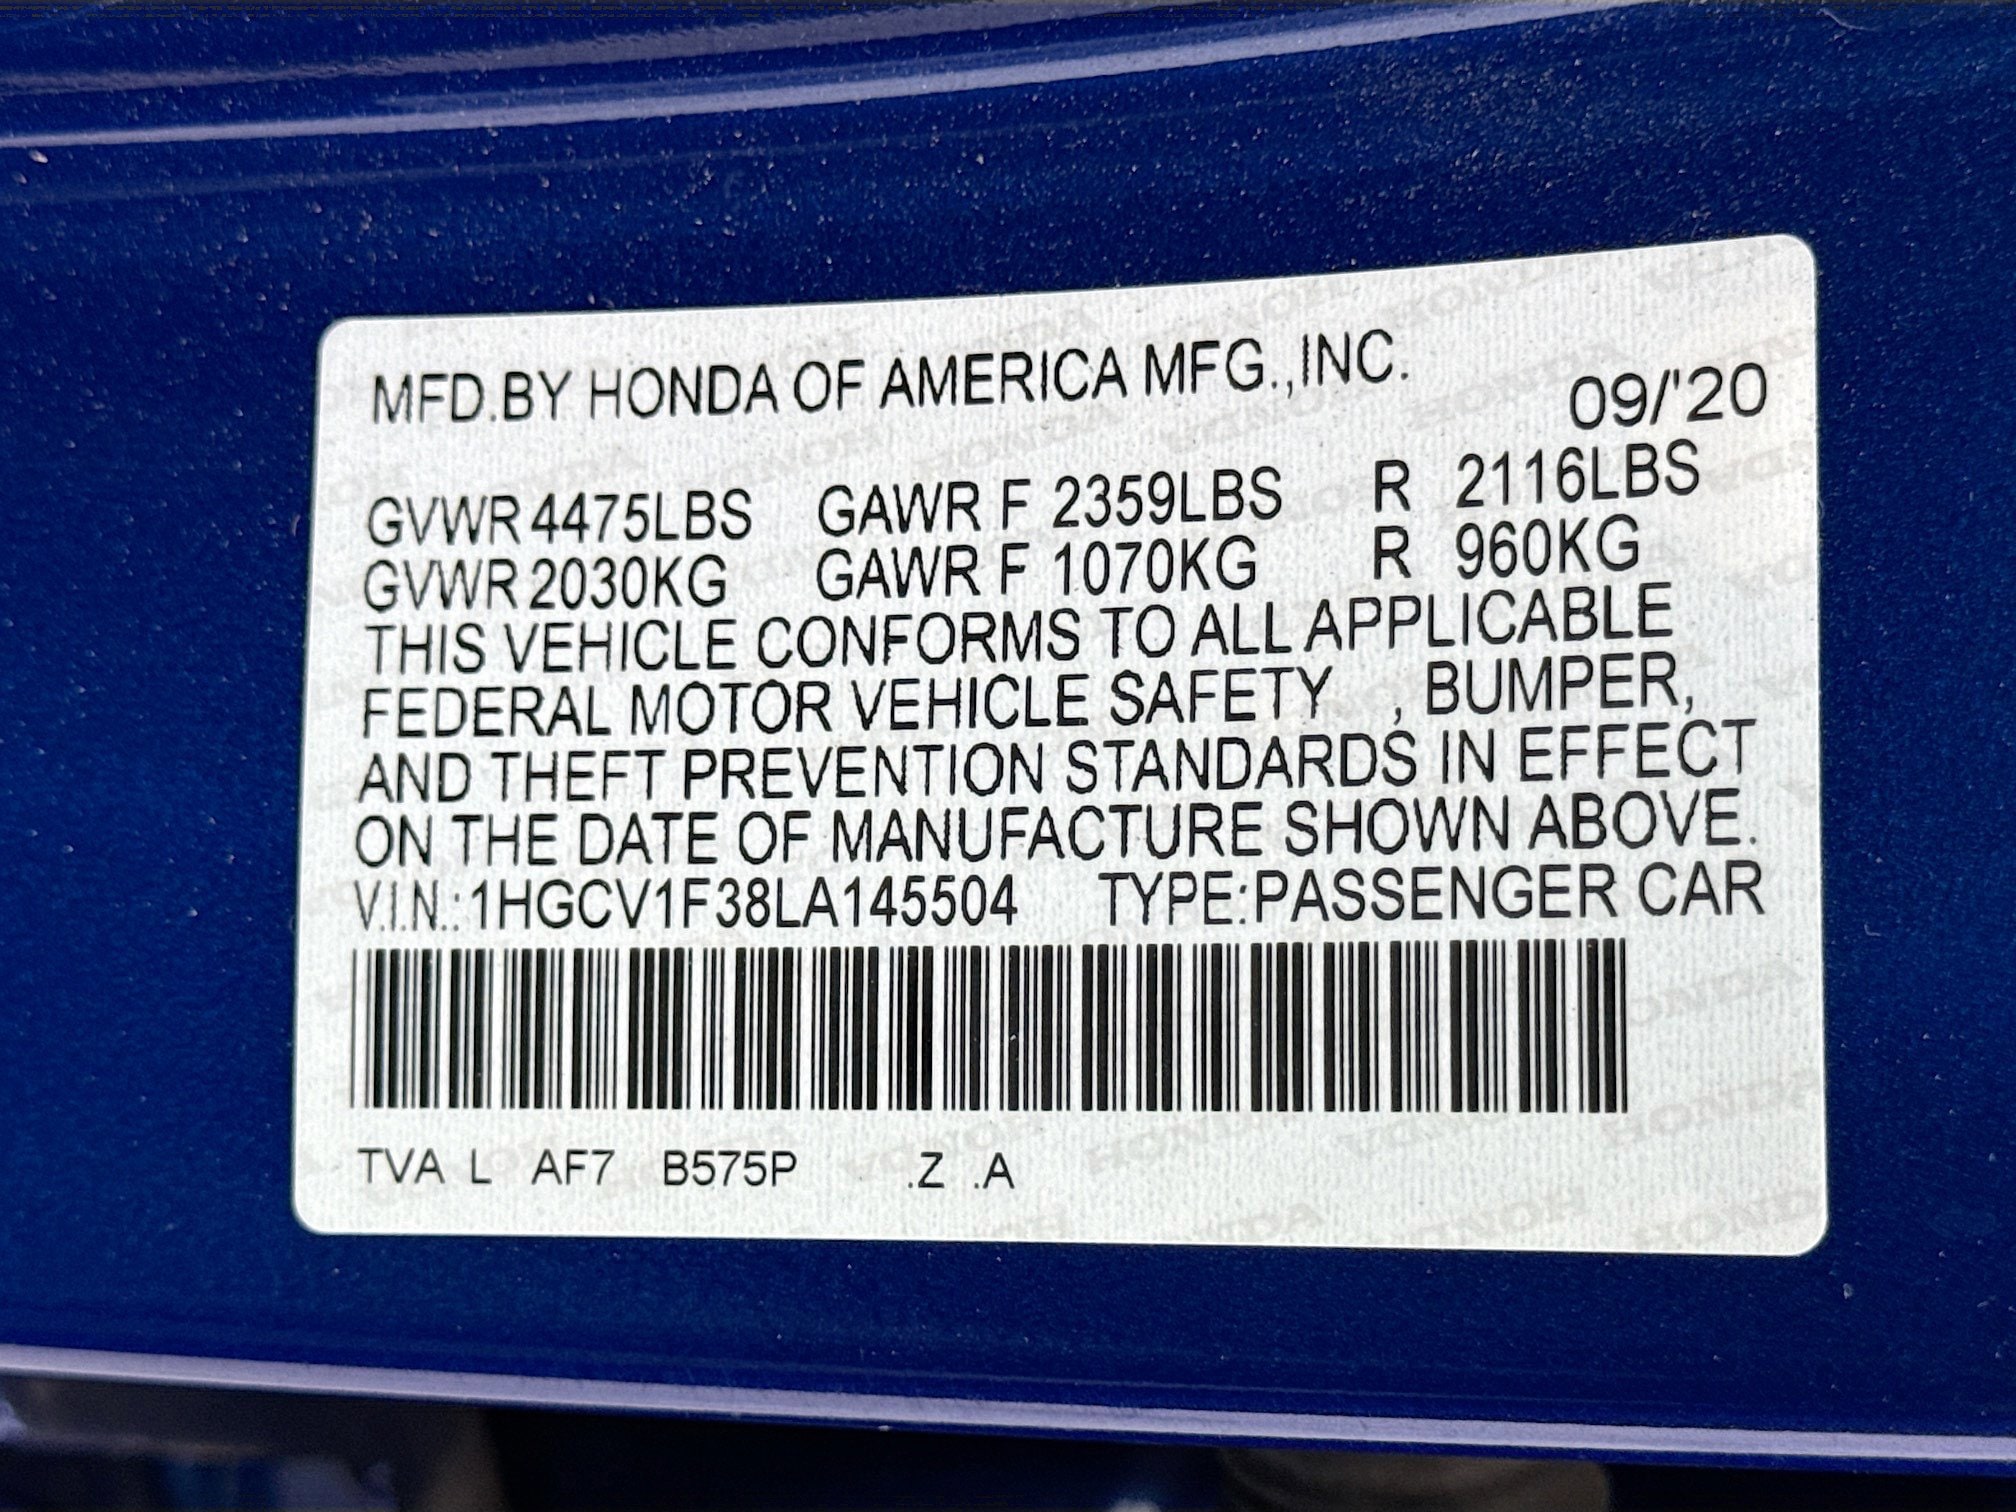 MFD.BY HONDA OF AMERICA MFG.,INC.
09/'20
GVWR 4475LBS GAWR F 2359LBS R 2116LBS
GVWR 2030KG GAWR F 1070KG R 960KG
THIS VEHICLE CONFORMS TO ALL APPLICABLE
FEDERAL MOTOR VEHICLE SAFETY , BUMPER,
AND THEFT PREVENTION STANDARDS IN EFFECT
ON THE DATE OF MANUFACTURE SHOWN ABOVE.
V.I.N.: 1HGCV1F38LA145504 TYPE:PASSENGER CAR
TVA L AF7 B575P .Z .A